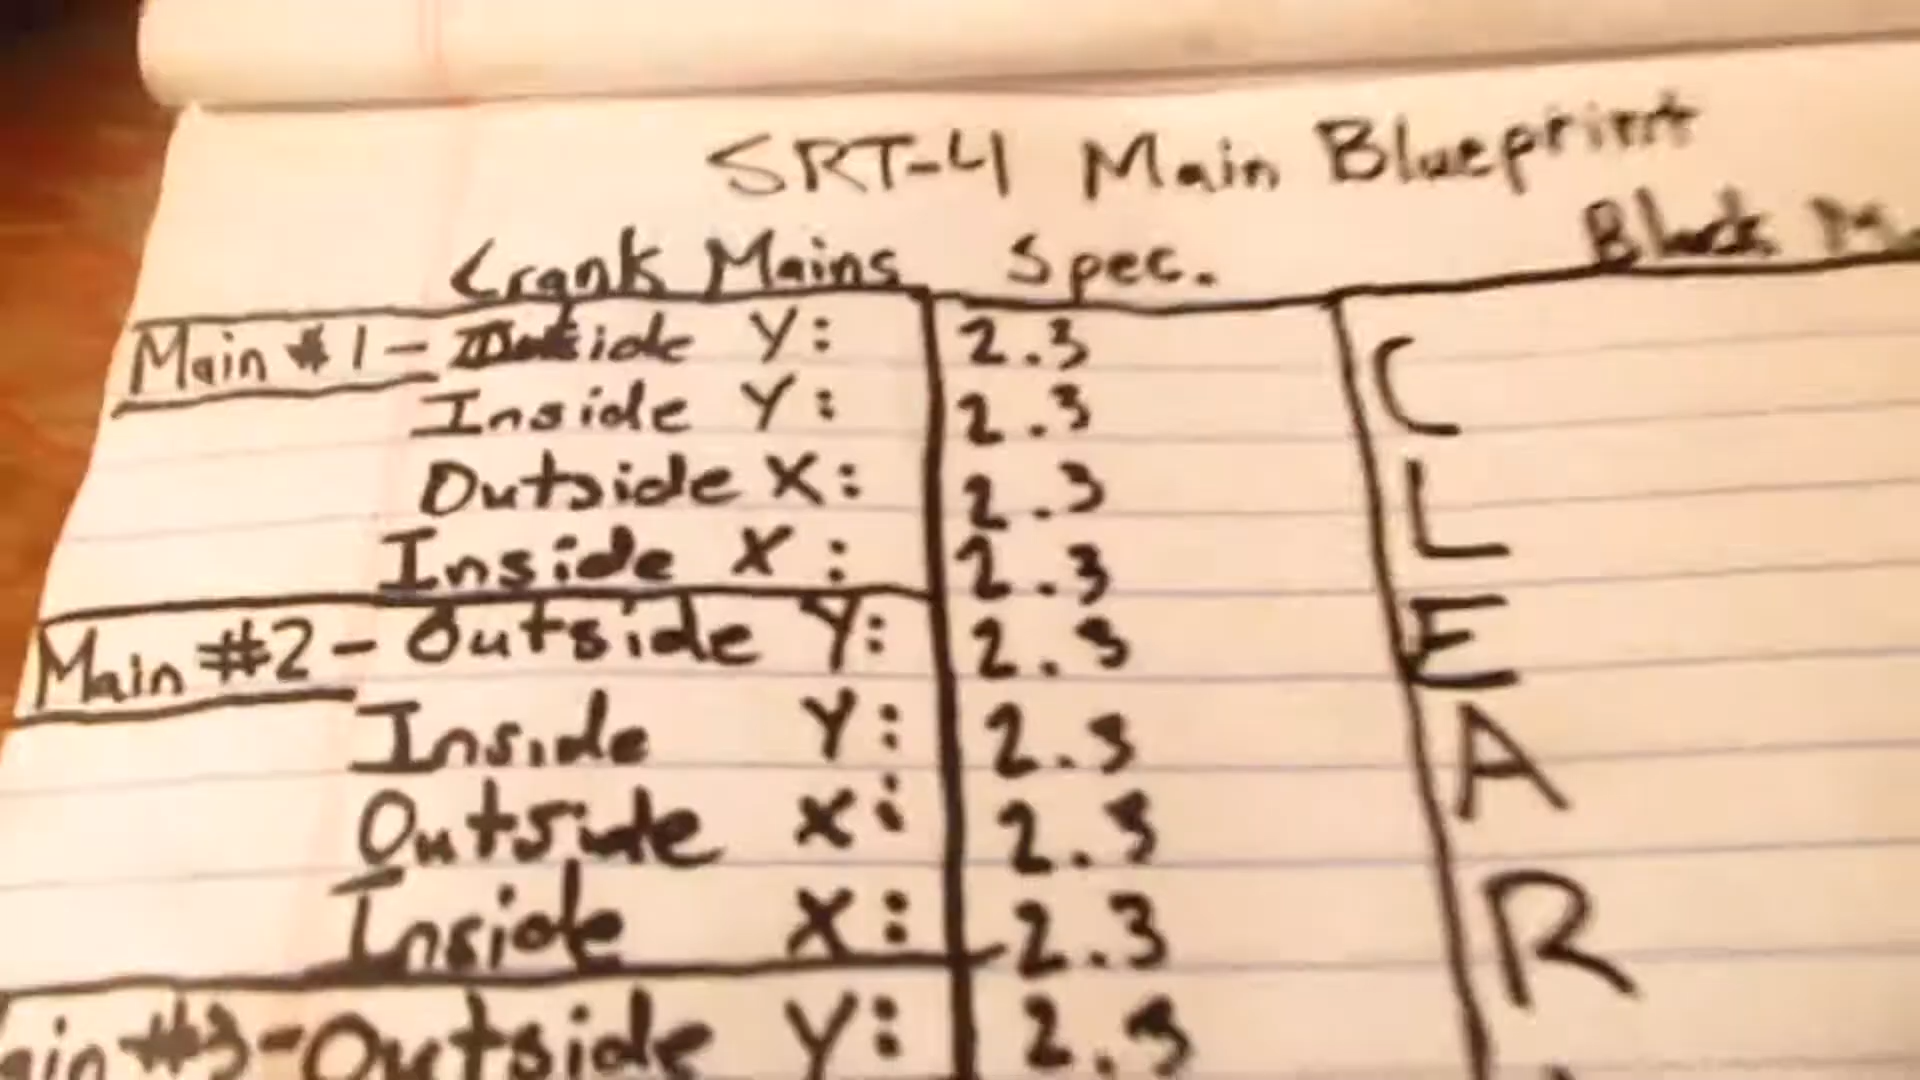 SRT-4 Main Blueprint
Crank Mains Spec. Block
Main #1- Outside Y: 2.3
Inside Y: 2.3
Outside X: 2.3
Inside X: 2.3
Main #2- Outside Y: 2.3
Inside Y: 2.3
Outside X: 2.3
Inside X: 2.3
#3-Outside Y: 2.3
C
L
E
A
R